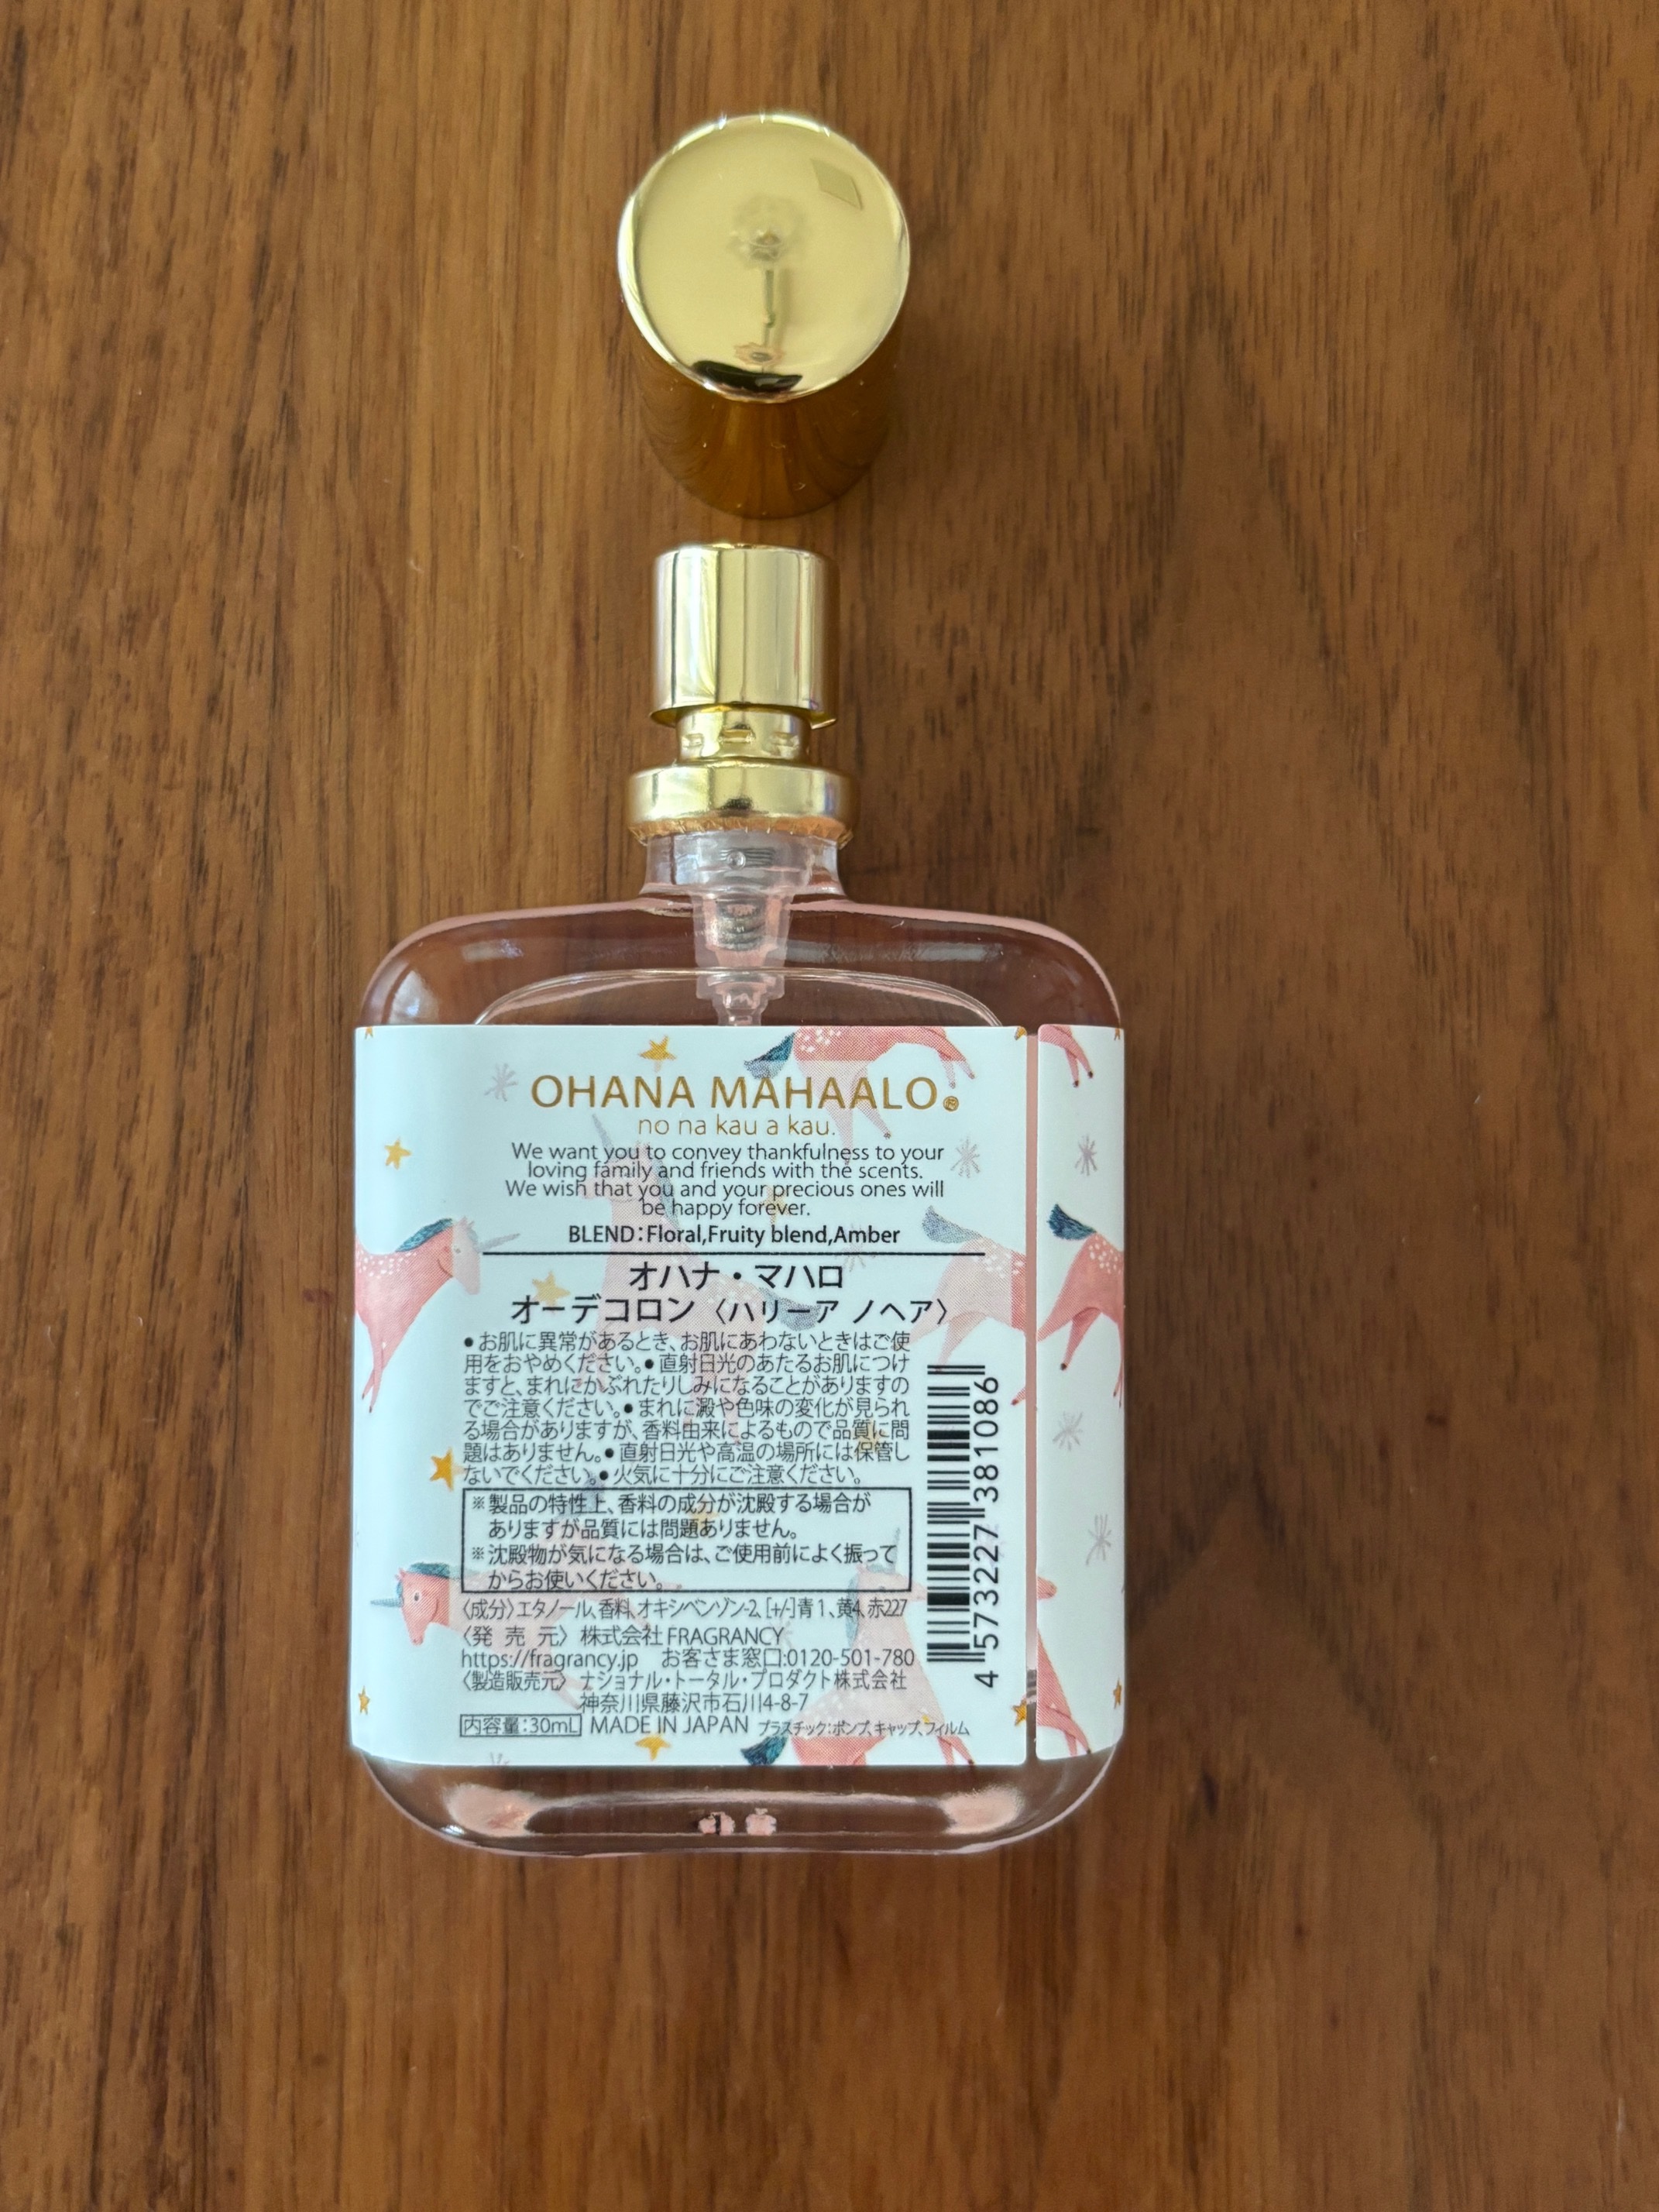 OHANA MAHAALO®
no na kau a kau.
We want you to convey thankfulness to your
loving family and friends with the scents.
We wish that you and your precious ones will
be happy forever.
BLEND:Floral,Fruity blend,Amber
オハナ・マハロ
オーデコロン〈ハリーア ノヘア〉
●お肌に異常があるとき、お肌にあわないときはご使
用をおやめください。●直射日光のあたるお肌につけ
ますと、まれにかぶれたりしみになることがありますの
でご注意ください。●まれに澱や色味の変化が見られ
る場合がありますが、香料由来によるもので品質に問
題はありません。●直射日光や高温の場所には保管し
ないでください。●火気に十分にご注意ください。
※製品の特性上、香料の成分が沈殿する場合が
ありますが品質には問題ありません。
※沈殿物が気になる場合は、ご使用前によく振って
からお使いください。
〈成分〉エタノール、香料、オキシベンゾン-2、[+/-]青1、黄4、赤227
〈発売元〉株式会社 FRAGRANCY
https://fragrancy.jp お客さま窓口:0120-501-780
〈製造販売元〉ナショナル・トータル・プロダクト株式会社
神奈川県藤沢市石川4-8-7
内容量:30mL MADE IN JAPAN プラスチック:ポンプ、キャップ、フィルム
4 573227 381086